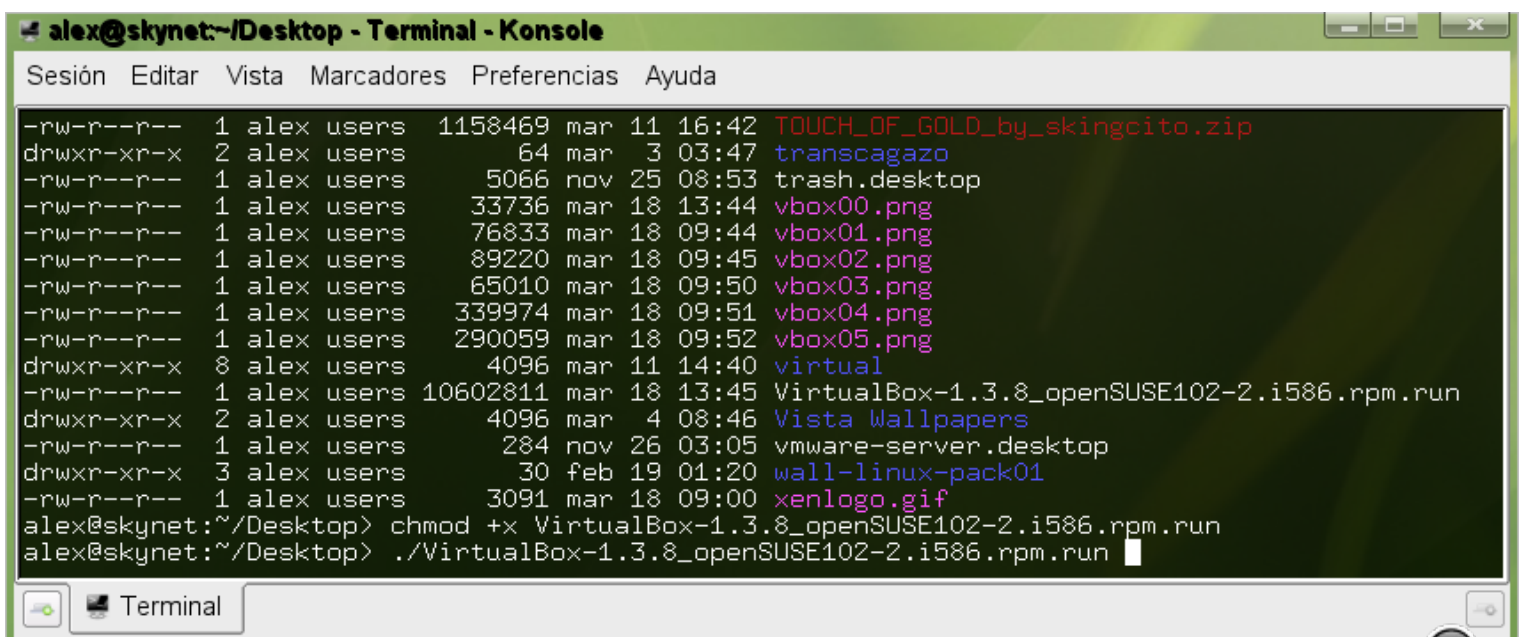 alex@skynet:~/Desktop - Terminal - Konsole
Sesión Editar Vista Marcadores Preferencias Ayuda
-rw-r--r-- 1 alex users 1158469 mar 11 16:42 TOUCH_OF_GOLD_by_skingcito.zip
drwxr-xr-x 2 alex users 64 mar 3 03:47 transcagazo
-rw-r--r-- 1 alex users 5066 nov 25 08:53 trash.desktop
-rw-r--r-- 1 alex users 33736 mar 18 13:44 vbox00.png
-rw-r--r-- 1 alex users 76833 mar 18 09:44 vbox01.png
-rw-r--r-- 1 alex users 89220 mar 18 09:45 vbox02.png
-rw-r--r-- 1 alex users 65010 mar 18 09:50 vbox03.png
-rw-r--r-- 1 alex users 339974 mar 18 09:51 vbox04.png
-rw-r--r-- 1 alex users 290059 mar 18 09:52 vbox05.png
drwxr-xr-x 8 alex users 4096 mar 11 14:40 virtual
-rw-r--r-- 1 alex users 10602811 mar 18 13:45 VirtualBox-1.3.8_openSUSE102-2.i586.rpm.run
drwxr-xr-x 2 alex users 4096 mar 4 08:46 Vista Wallpapers
-rw-r--r-- 1 alex users 284 nov 26 03:05 vmware-server.desktop
drwxr-xr-x 3 alex users 30 feb 19 01:20 wall-linux-pack01
-rw-r--r-- 1 alex users 3091 mar 18 09:00 xenlogo.gif
alex@skynet:~/Desktop> chmod +x VirtualBox-1.3.8_openSUSE102-2.i586.rpm.run
alex@skynet:~/Desktop> ./VirtualBox-1.3.8_openSUSE102-2.i586.rpm.run
Terminal